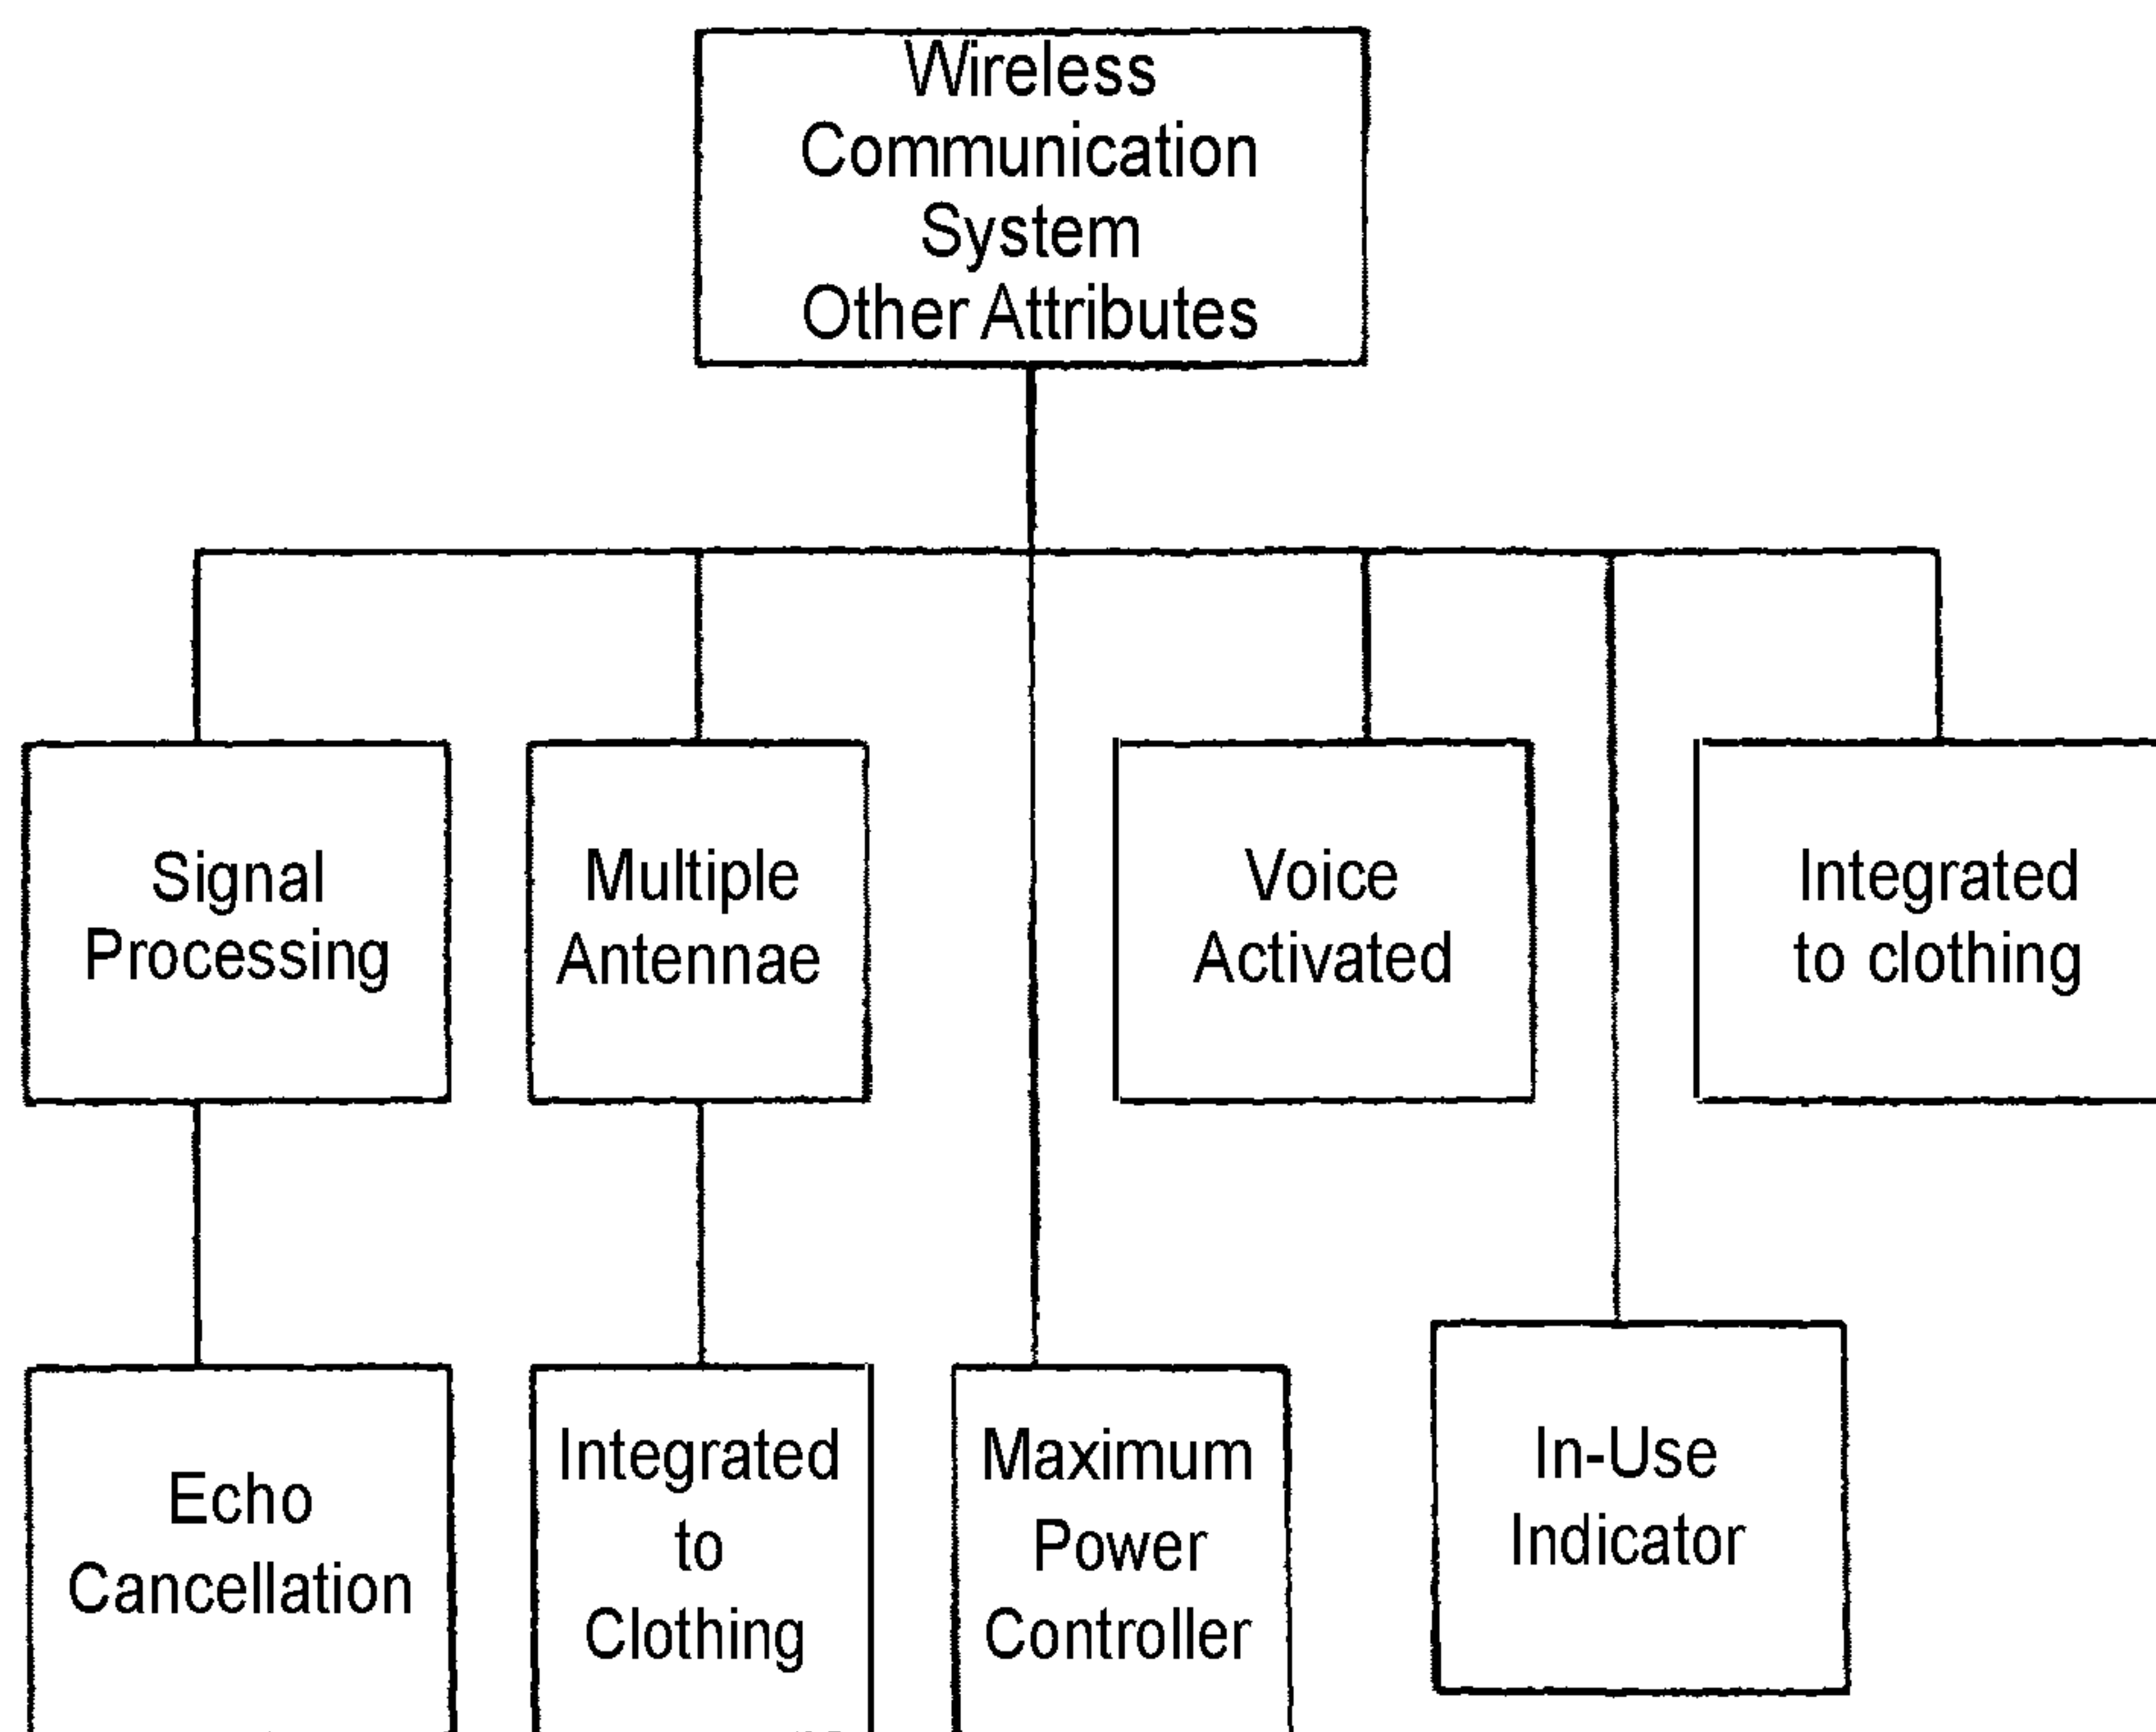 Wireless
Communication
System
Other Attributes
Signal
Processing
Multiple
Antennae
Voice
Activated
Integrated
to clothing
Echo
Cancellation
Integrated
to
Clothing
Maximum
Power
Controller
In-Use
Indicator